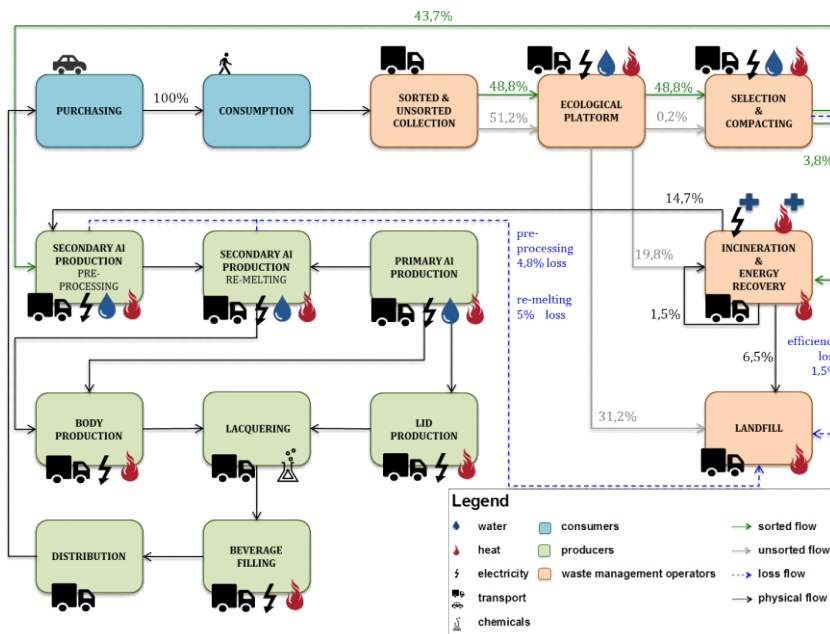 43,7%
PURCHASING
100%
CONSUMPTION
SORTED &
UNSORTED
COLLECTION
48,8%
51,2%
ECOLOGICAL
PLATFORM
48,8%
0,2%
SELECTION
&
COMPACTING
3,8%
14,7%
SECONDARY Al
PRODUCTION
PRE-
PROCESSING
SECONDARY Al
PRODUCTION
RE-MELTING
PRIMARY Al
PRODUCTION
pre-
processing
4,8% loss
re-melting
5% loss
19,8%
INCINERATION
&
ENERGY
RECOVERY
1,5%
6,5%
1,5%
BODY
PRODUCTION
LACQUERING
LID
PRODUCTION
31,2%
LANDFILL
DISTRIBUTION
BEVERAGE
FILLING
Legend
water
heat
electricity
transport
chemicals
consumers
producers
waste management operators
sorted flow
unsorted flow
loss flow
physical flow